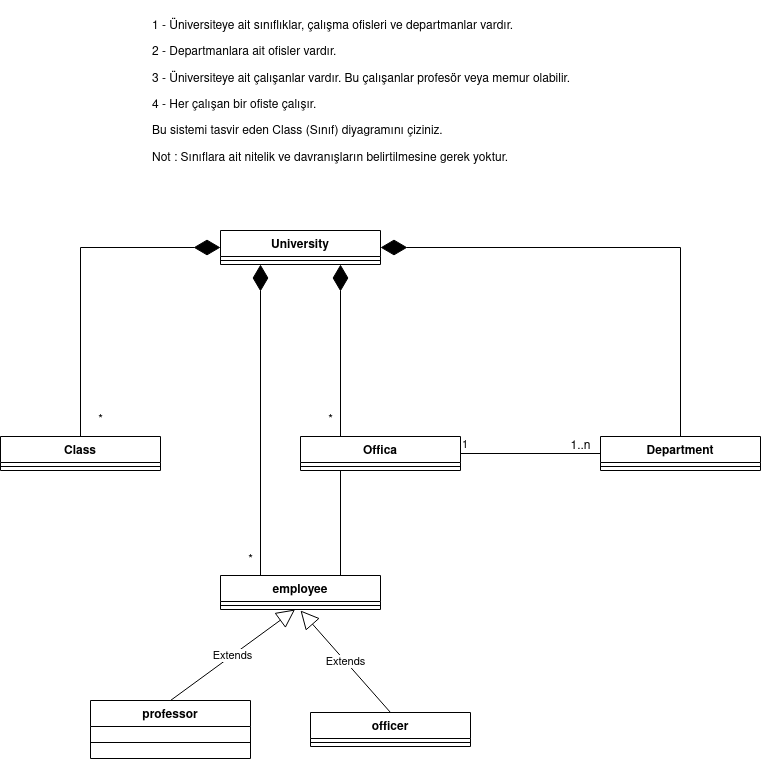 1 - Üniversiteye ait sınıflıklar, çalışma ofisleri ve departmanlar vardır.
2 - Departmanlara ait ofisler vardır.
3 - Üniversiteye ait çalışanlar vardır. Bu çalışanlar profesör veya memur olabilir.
4 - Her çalışan bir ofiste çalışır.
Bu sistemi tasvir eden Class (Sınıf) diyagramını çiziniz.
Not : Sınıflara ait nitelik ve davranışların belirtilmesine gerek yoktur.
University
*
*
Class
Offica
1
1..n
Department
*
employee
Extends
Extends
professor
officer